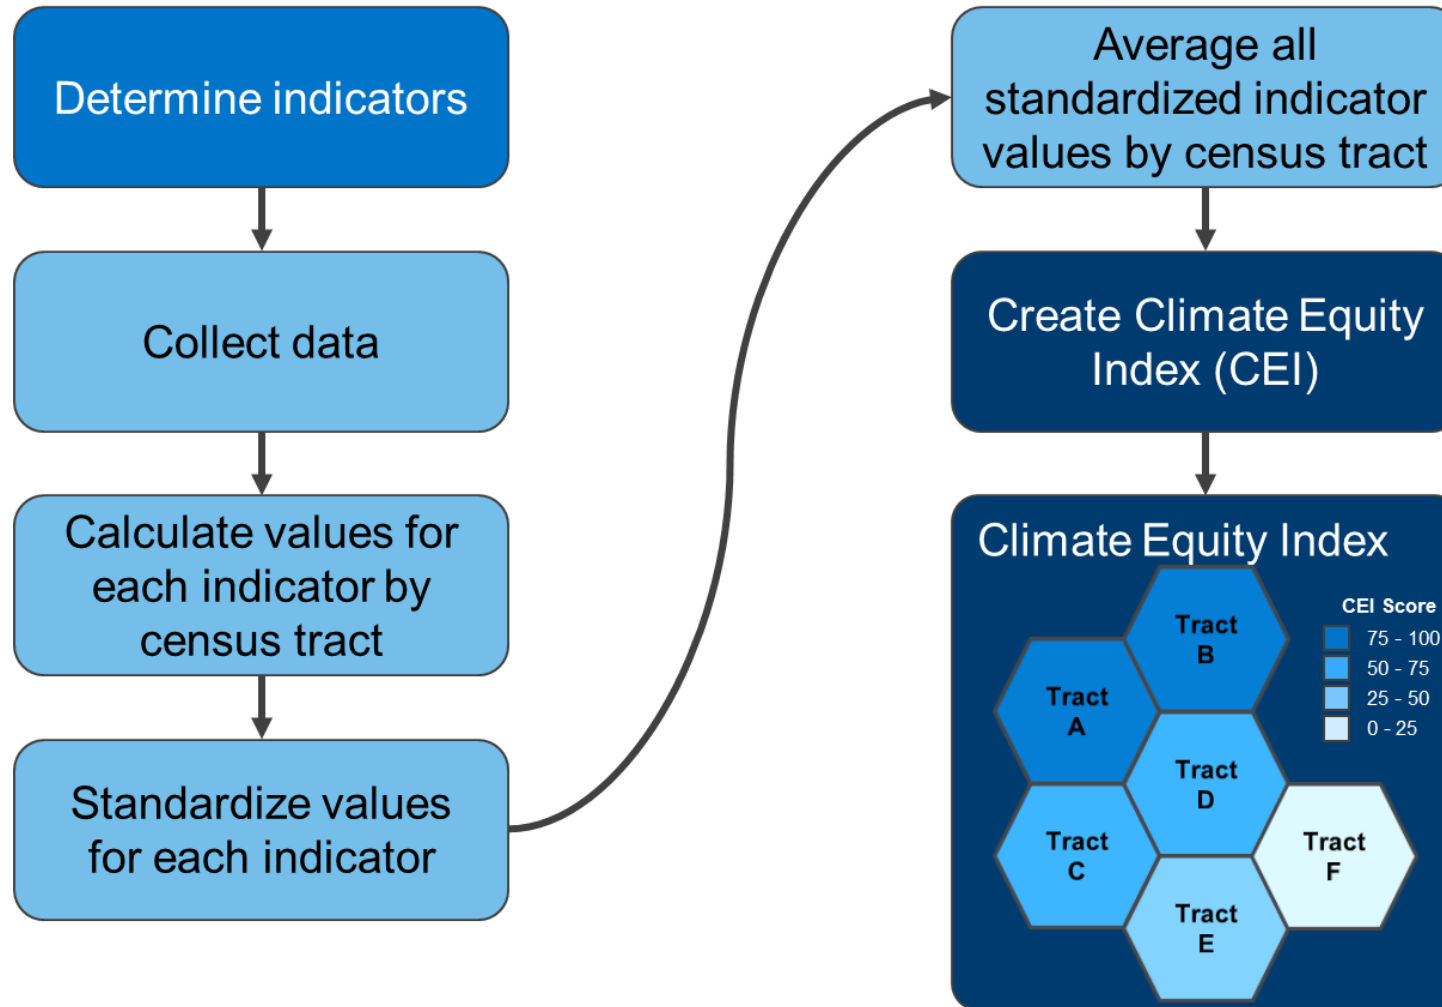 Determine indicators
Collect data
Calculate values for
each indicator by
census tract
Standardize values
for each indicator
Average all
standardized indicator
values by census tract
Create Climate Equity
Index (CEI)
Climate Equity Index
CEI Score
75 - 100
50 - 75
25 - 50
0 - 25
Tract
B
Tract
A
Tract
D
Tract
C
Tract
F
Tract
E